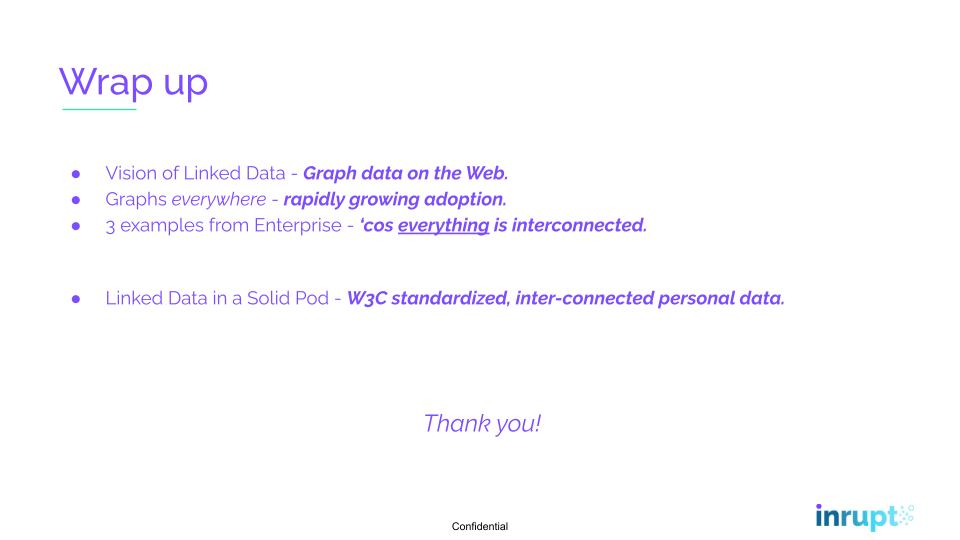 Wrap up
● Vision of Linked Data - Graph data on the Web.
● Graphs everywhere - rapidly growing adoption.
● 3 examples from Enterprise - ‘cos everything is interconnected.
● Linked Data in a Solid Pod - W3C standardized, inter-connected personal data.
Thank you!
Confidential
inrupt